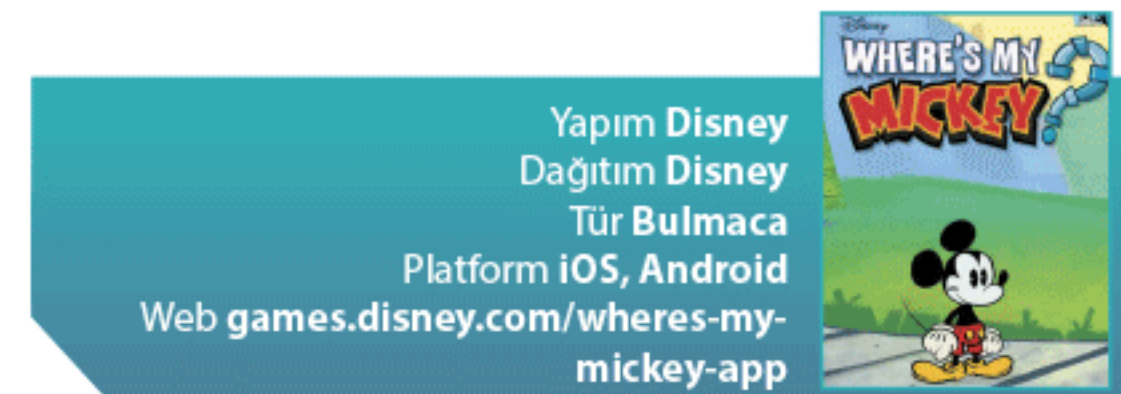 Yapım Disney
Dağıtım Disney
Tür Bulmaca
Platform iOS, Android
Web games.disney.com/wheres-my-
mickey-app
Disney
WHERE'S MY
MICKEY?